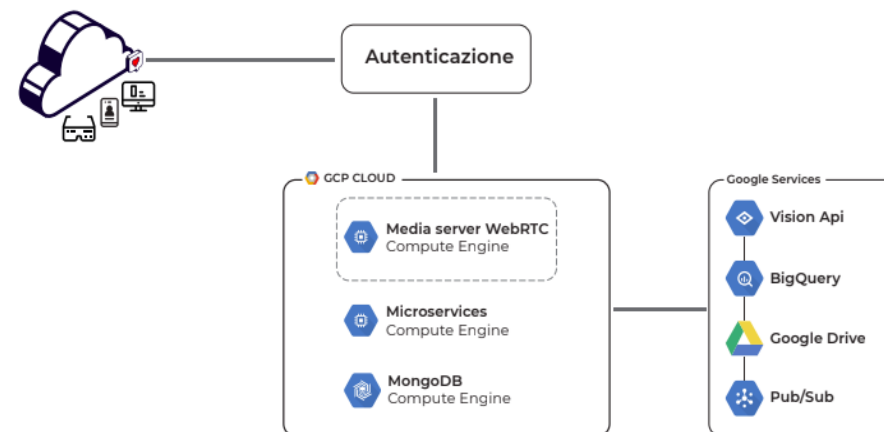 Autenticazione
GCP CLOUD
Media server WebRTC
Compute Engine
Microservices
Compute Engine
MongoDB
Compute Engine
Google Services
Vision Api
BigQuery
Google Drive
Pub/Sub